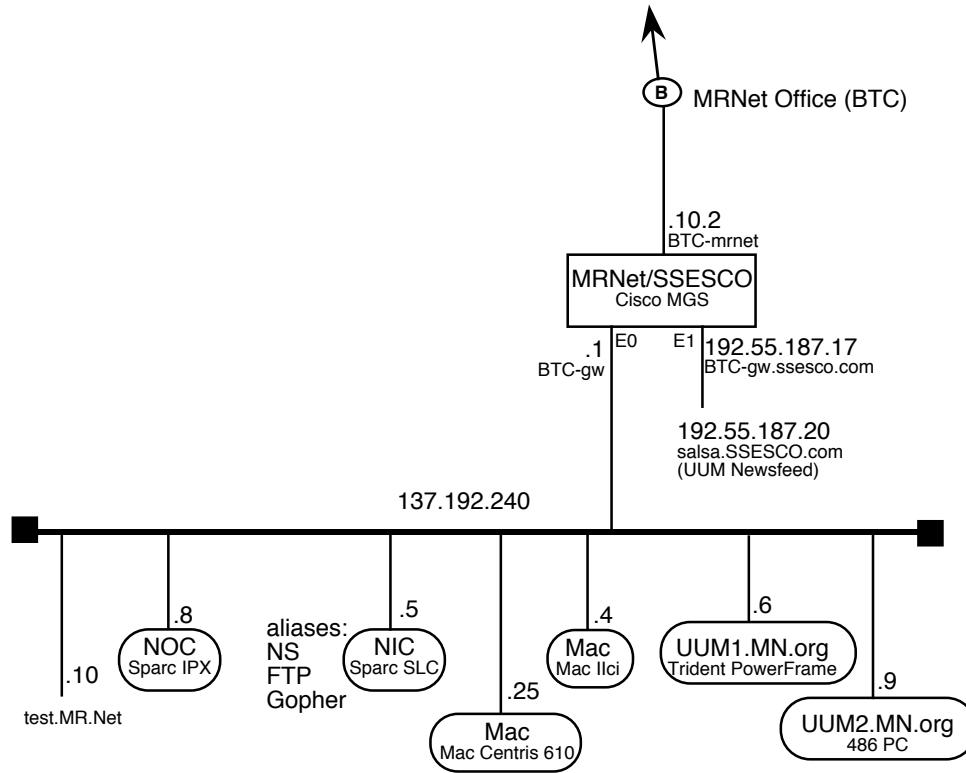 B
MRNet Office (BTC)
.10.2
BTC-mrnet
MRNet/SSESCO
Cisco MGS
E0
E1
.1
BTC-gw
192.55.187.17
BTC-gw.ssesco.com
192.55.187.20
salsa.SSESCO.com
(UUM Newsfeed)
137.192.240
.10
test.MR.Net
.8
NOC
Sparc IPX
aliases:
NS
FTP
Gopher
.5
NIC
Sparc SLC
.25
Mac
Mac Centris 610
.4
Mac
Mac IIci
.6
UUM1.MN.org
Trident PowerFrame
.9
UUM2.MN.org
486 PC